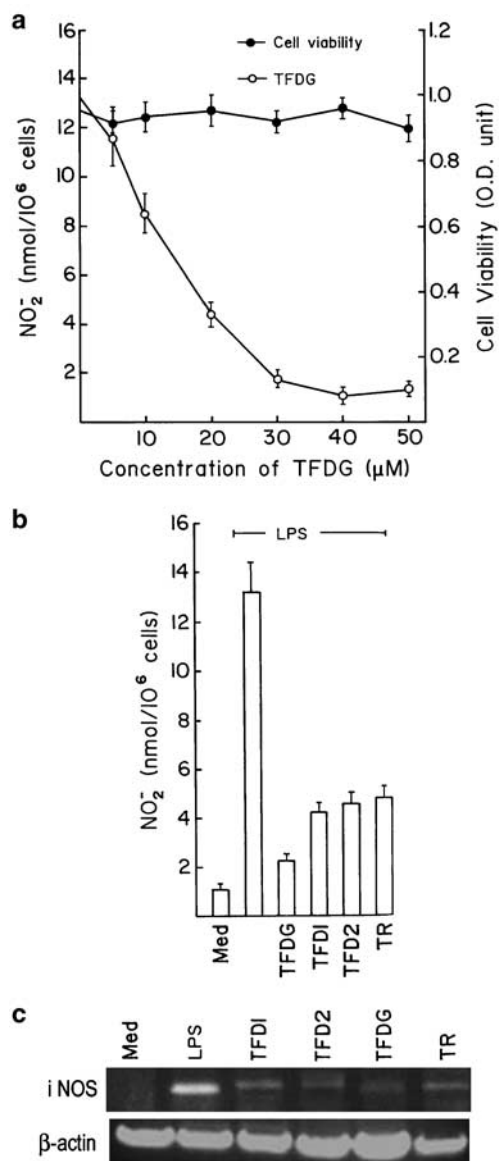 a
16
14
12
10
8
6
4
2
NO₂⁻ (nmol/10⁶ cells)
Cell viability
TFDG
1.2
1.0
0.8
0.6
0.4
0.2
Cell Viability (O.D. unit)
10 20 30 40 50
Concentration of TFDG (μM)
b
16
14
12
10
8
6
4
2
NO₂⁻ (nmol/10⁶ cells)
LPS
Med TFDG TFD1 TFD2 TR
c
Med LPS TFD1 TFD2 TFDG TR
i NOS
β-actin